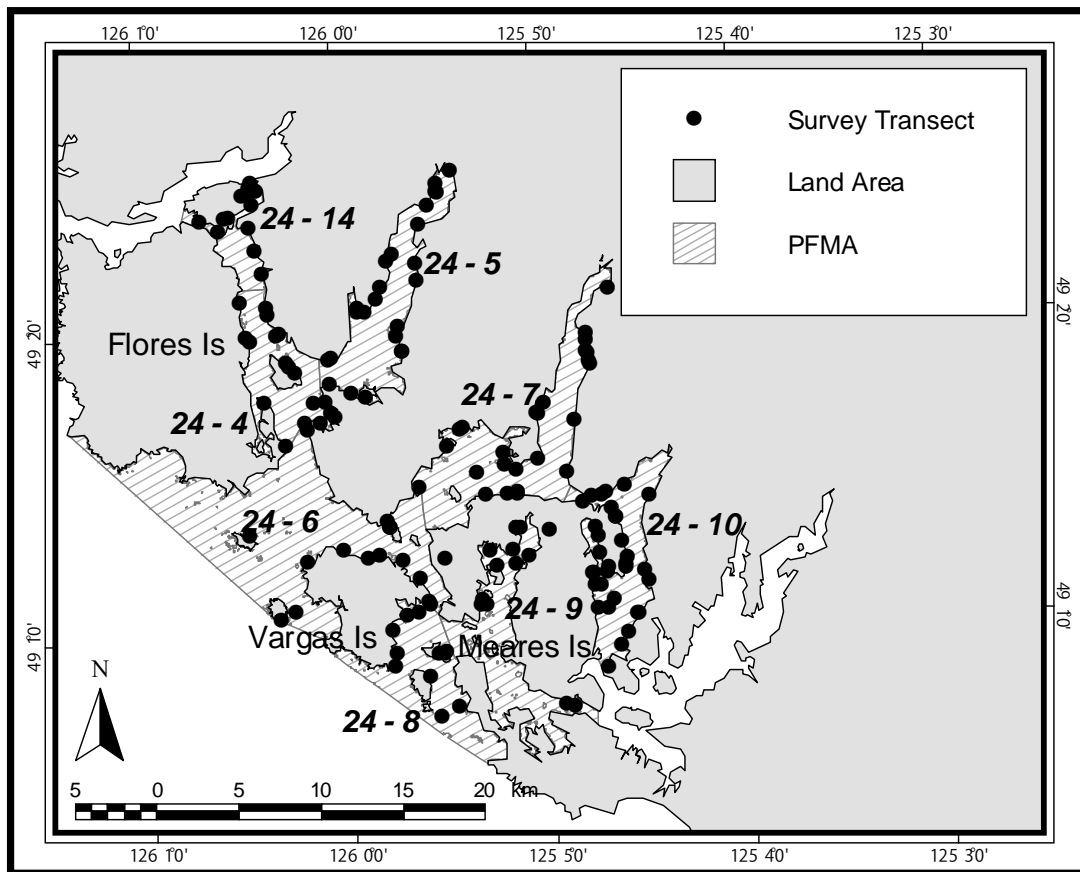 126 10' 126 00' 125 50' 125 40' 125 30'
Survey Transect
Land Area
PFMA
24 - 14
24 - 5
49 20'
49 20'
Flores Is
24 - 7
24 - 4
24 - 6
24 - 10
24 - 9
49 10'
49 10'
Vargas Is
Meares Is
24 - 8
N
5 0 5 10 15 20 km
126 10' 126 00' 125 50' 125 40' 125 30'